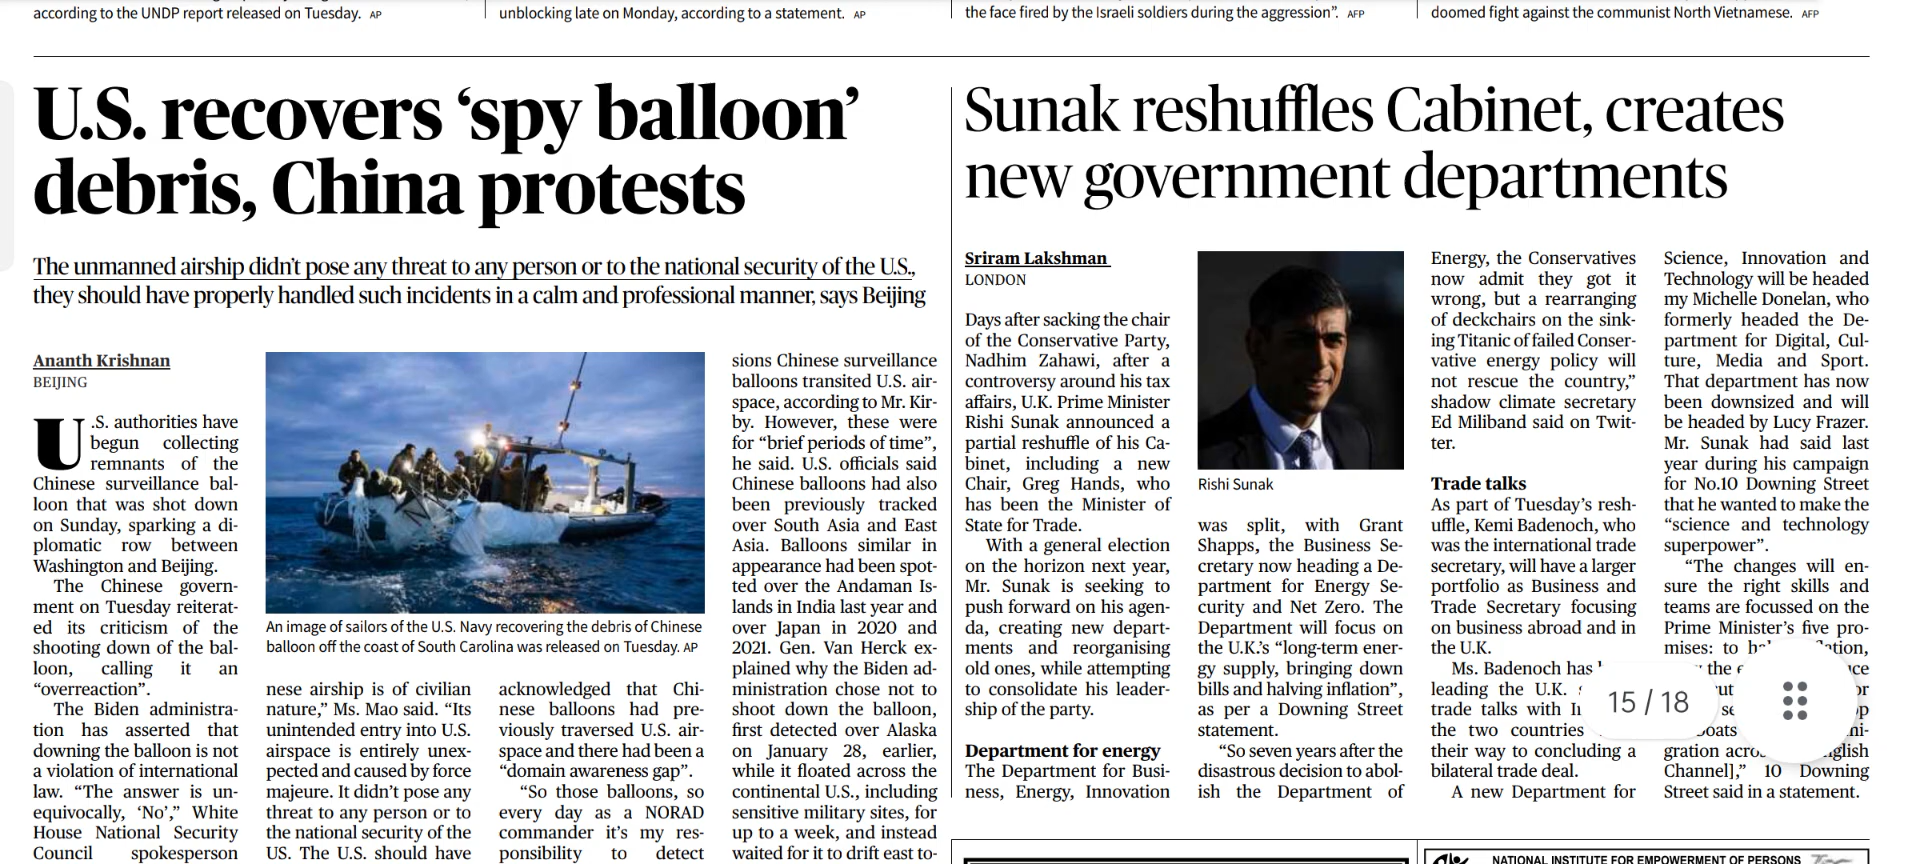 according to the UNDP report released on Tuesday. AP
unblocking late on Monday, according to a statement. AP
the face fired by the Israeli soldiers during the aggression”. AFP
doomed fight against the communist North Vietnamese. AFP
U.S. recovers ‘spy balloon’
debris, China protests
The unmanned airship didn’t pose any threat to any person or to the national security of the U.S.,
they should have properly handled such incidents in a calm and professional manner, says Beijing
Ananth Krishnan
BEIJING
U.S. authorities have
begun collecting
remnants of the
Chinese surveillance bal-
loon that was shot down
on Sunday, sparking a di-
plomatic row between
Washington and Beijing.
The Chinese govern-
ment on Tuesday reiterat-
ed its criticism of the
shooting down of the bal-
loon, calling it an
“overreaction”.
The Biden administra-
tion has asserted that
downing the balloon is not
a violation of international
law. “The answer is un-
equivocally, ‘No’,” White
House National Security
Council spokesperson
An image of sailors of the U.S. Navy recovering the debris of Chinese
balloon off the coast of South Carolina was released on Tuesday. AP
nese airship is of civilian
nature,” Ms. Mao said. “Its
unintended entry into U.S.
airspace is entirely unex-
pected and caused by force
majeure. It didn’t pose any
threat to any person or to
the national security of the
US. The U.S. should have
acknowledged that Chi-
nese balloons had pre-
viously traversed U.S. air-
space and there had been a
“domain awareness gap”.
“So those balloons, so
every day as a NORAD
commander it’s my res-
ponsibility to detect
sions Chinese surveillance
balloons transited U.S. air-
space, according to Mr. Kir-
by. However, these were
for “brief periods of time”,
he said. U.S. officials said
Chinese balloons had also
been previously tracked
over South Asia and East
Asia. Balloons similar in
appearance had been spot-
ted over the Andaman Is-
lands in India last year and
over Japan in 2020 and
2021. Gen. Van Herck ex-
plained why the Biden ad-
ministration chose not to
shoot down the balloon,
first detected over Alaska
on January 28, earlier,
while it floated across the
continental U.S., including
sensitive military sites, for
up to a week, and instead
waited for it to drift east to-
Sunak reshuffles Cabinet, creates
new government departments
Sriram Lakshman
LONDON
Days after sacking the chair
of the Conservative Party,
Nadhim Zahawi, after a
controversy around his tax
affairs, U.K. Prime Minister
Rishi Sunak announced a
partial reshuffle of his Ca-
binet, including a new
Chair, Greg Hands, who
has been the Minister of
State for Trade.
With a general election
on the horizon next year,
Mr. Sunak is seeking to
push forward on his agen-
da, creating new depart-
ments and reorganising
old ones, while attempting
to consolidate his leader-
ship of the party.
Department for energy
The Department for Busi-
ness, Energy, Innovation
Rishi Sunak
was split, with Grant
Shapps, the Business Se-
cretary now heading a De-
partment for Energy Se-
curity and Net Zero. The
Department will focus on
the U.K.’s “long-term ener-
gy supply, bringing down
bills and halving inflation”,
as per a Downing Street
statement.
“So seven years after the
disastrous decision to abol-
ish the Department of
Energy, the Conservatives
now admit they got it
wrong, but a rearranging
of deckchairs on the sink-
ing Titanic of failed Conser-
vative energy policy will
not rescue the country,”
shadow climate secretary
Ed Miliband said on Twit-
ter.
Trade talks
As part of Tuesday’s resh-
uffle, Kemi Badenoch, who
was the international trade
secretary, will have a larger
portfolio as Business and
Trade Secretary focusing
on business abroad and in
the U.K.
Ms. Badenoch has
leading the U.K.
trade talks with
the two countries
their way to concluding a
bilateral trade deal.
A new Department for
Science, Innovation and
Technology will be headed
my Michelle Donelan, who
formerly headed the De-
partment for Digital, Cul-
ture, Media and Sport.
That department has now
been downsized and will
be headed by Lucy Frazer.
Mr. Sunak had said last
year during his campaign
for No.10 Downing Street
that he wanted to make the
“science and technology
superpower”.
“The changes will en-
sure the right skills and
teams are focussed on the
Prime Minister’s five pro-
mises: to
the
gration
Channel],” 10 Downing
Street said in a statement.
15 / 18
NATIONAL INSTITUTE FOR EMPOWERMENT OF PERSONS